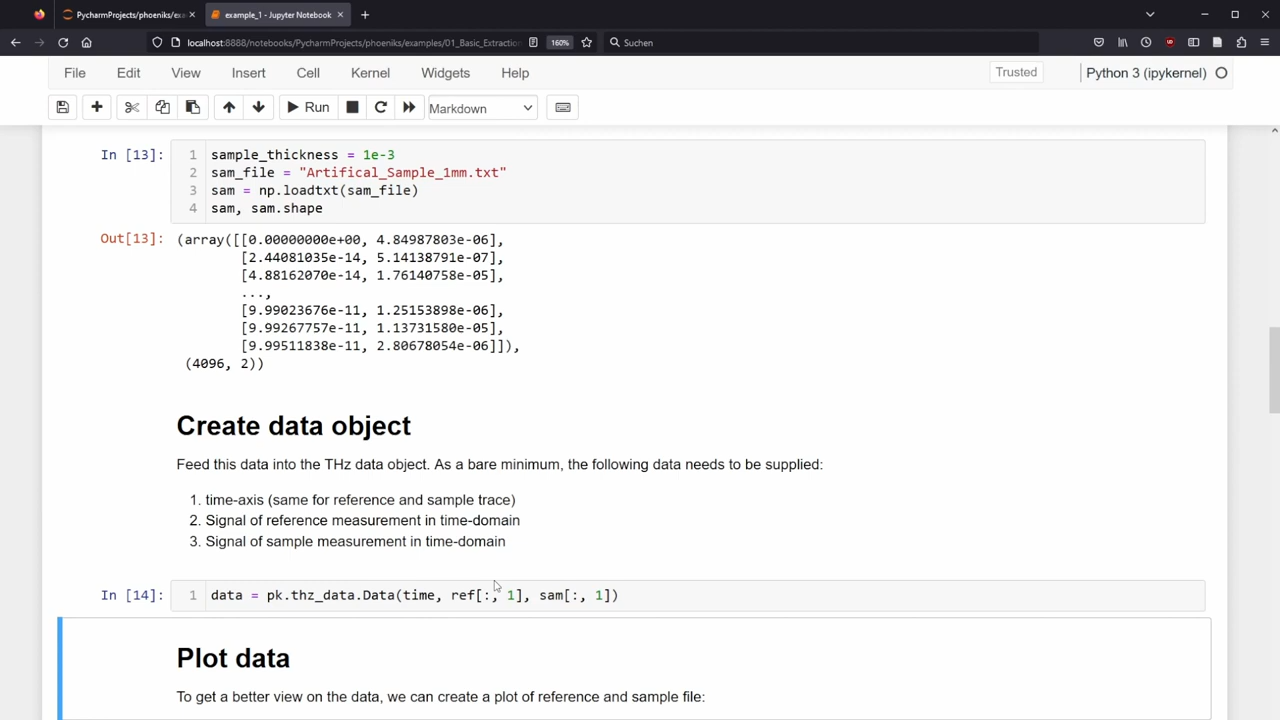 PycharmProjects/phoeniks/exa
example_1 - Jupyter Notebook
localhost:8888/notebooks/PycharmProjects/phoeniks/examples/01_Basic_Extraction
160%
Suchen
File Edit View Insert Cell Kernel Widgets Help
Trusted
Python 3 (ipykernel)
Run
Markdown
In [13]:
1 sample_thickness = 1e-3
2 sam_file = "Artifical_Sample_1mm.txt"
3 sam = np.loadtxt(sam_file)
4 sam, sam.shape
Out[13]: (array([[0.00000000e+00, 4.84987803e-06],
[2.44081035e-14, 5.14138791e-07],
[4.88162070e-14, 1.76140758e-05],
...,
[9.99023676e-11, 1.25153898e-06],
[9.99267757e-11, 1.13731580e-05],
[9.99511838e-11, 2.80678054e-06]]),
(4096, 2))
Create data object
Feed this data into the THz data object. As a bare minimum, the following data needs to be supplied:
1. time-axis (same for reference and sample trace)
2. Signal of reference measurement in time-domain
3. Signal of sample measurement in time-domain
In [14]:
1 data = pk.thz_data.Data(time, ref[:, 1], sam[:, 1])
Plot data
To get a better view on the data, we can create a plot of reference and sample file: